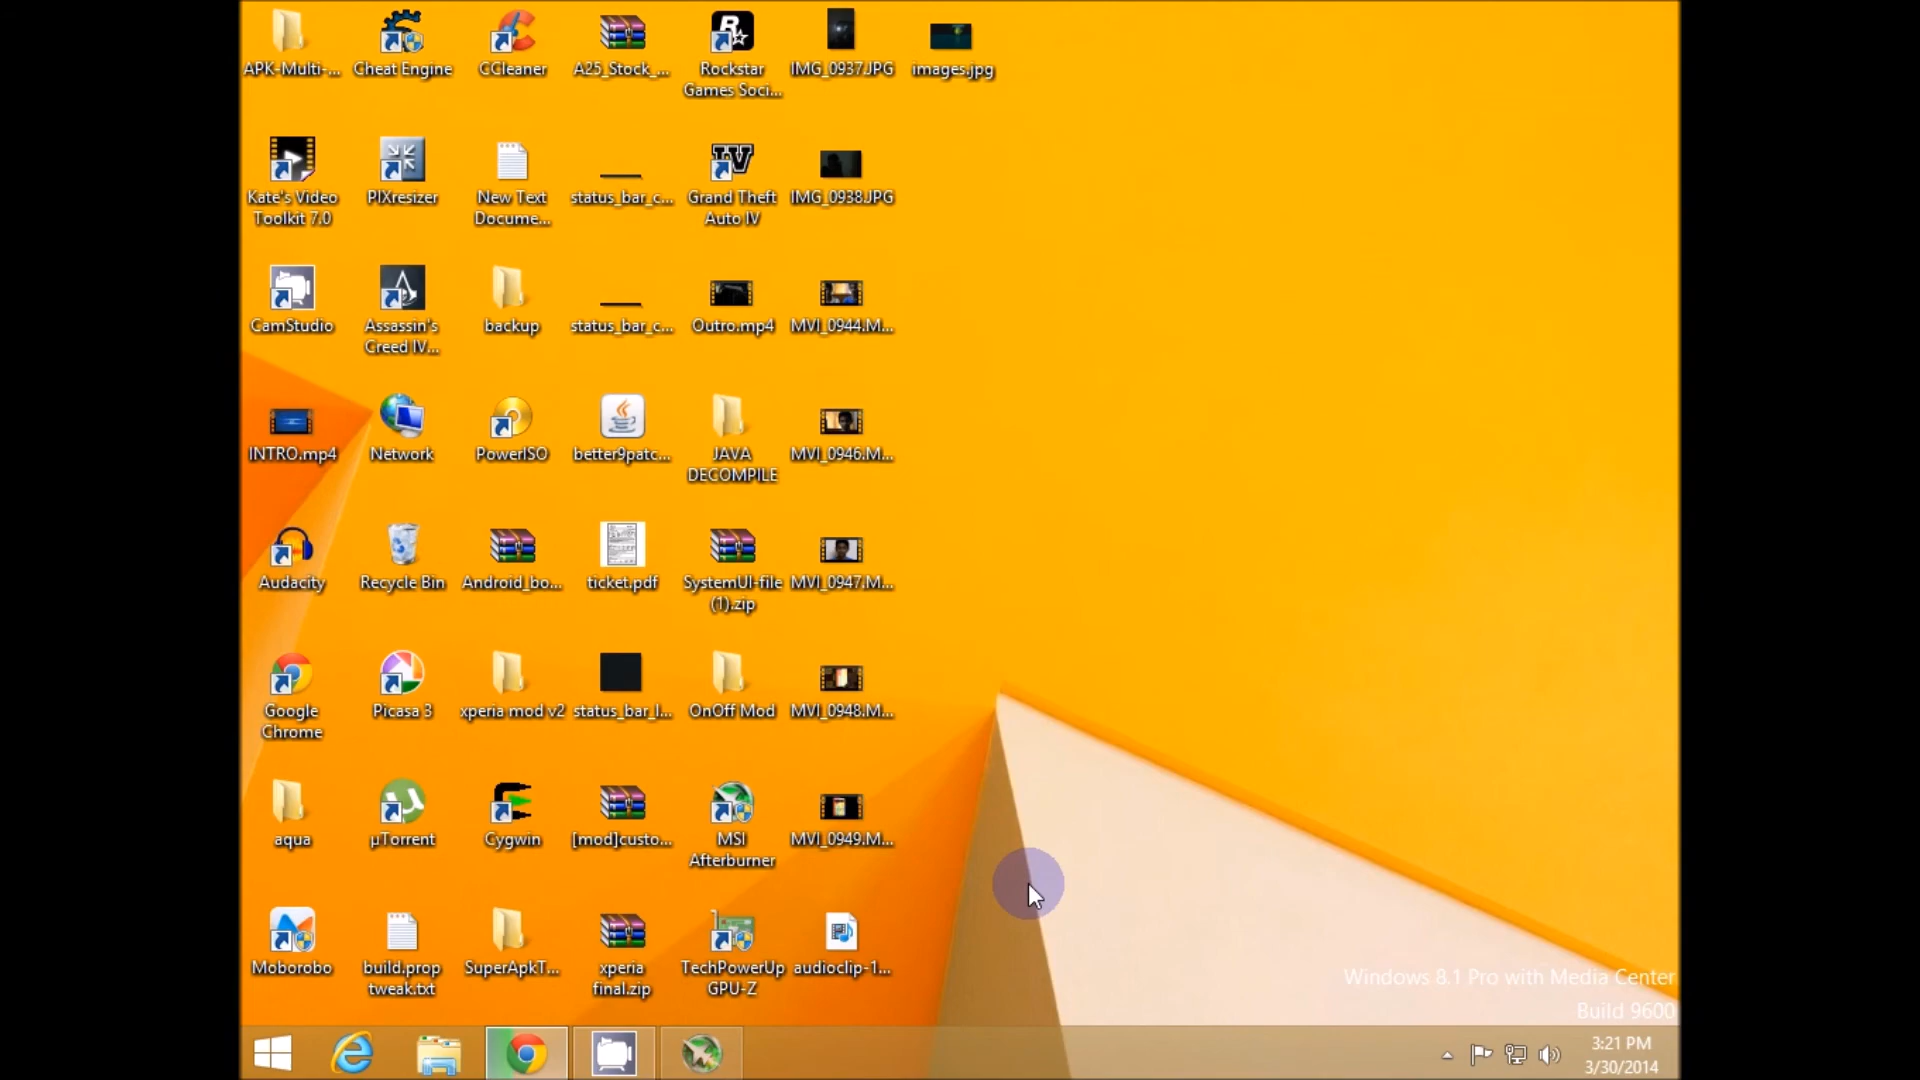 APK-Multi-...
Cheat Engine
CCleaner
A25_Stock_...
Rockstar
Games Soci...
IMG_0937.JPG
images.jpg
Kate's Video
Toolkit 7.0
PIXresizer
New Text
Docume...
status_bar_c...
Grand Theft
Auto IV
IMG_0938.JPG
CamStudio
Assassin's
Creed IV...
backup
status_bar_c...
Outro.mp4
MVI_0944.M...
INTRO.mp4
Network
PowerISO
better9patc...
JAVA
DECOMPILE
MVI_0946.M...
Audacity
Recycle Bin
Android_bo...
ticket.pdf
SystemUI-file
(1).zip
MVI_0947.M...
Google
Chrome
Picasa 3
xperia mod v2
status_bar_l...
OnOff Mod
MVI_0948.M...
aqua
µTorrent
Cygwin
[mod]custo...
MSI
Afterburner
MVI_0949.M...
Moborobo
build.prop
tweak.txt
SuperApkT...
xperia
final.zip
TechPowerUp
GPU-Z
audioclip-1...
Windows 8.1 Pro with Media Center
Build 9600
3:21 PM
3/30/2014